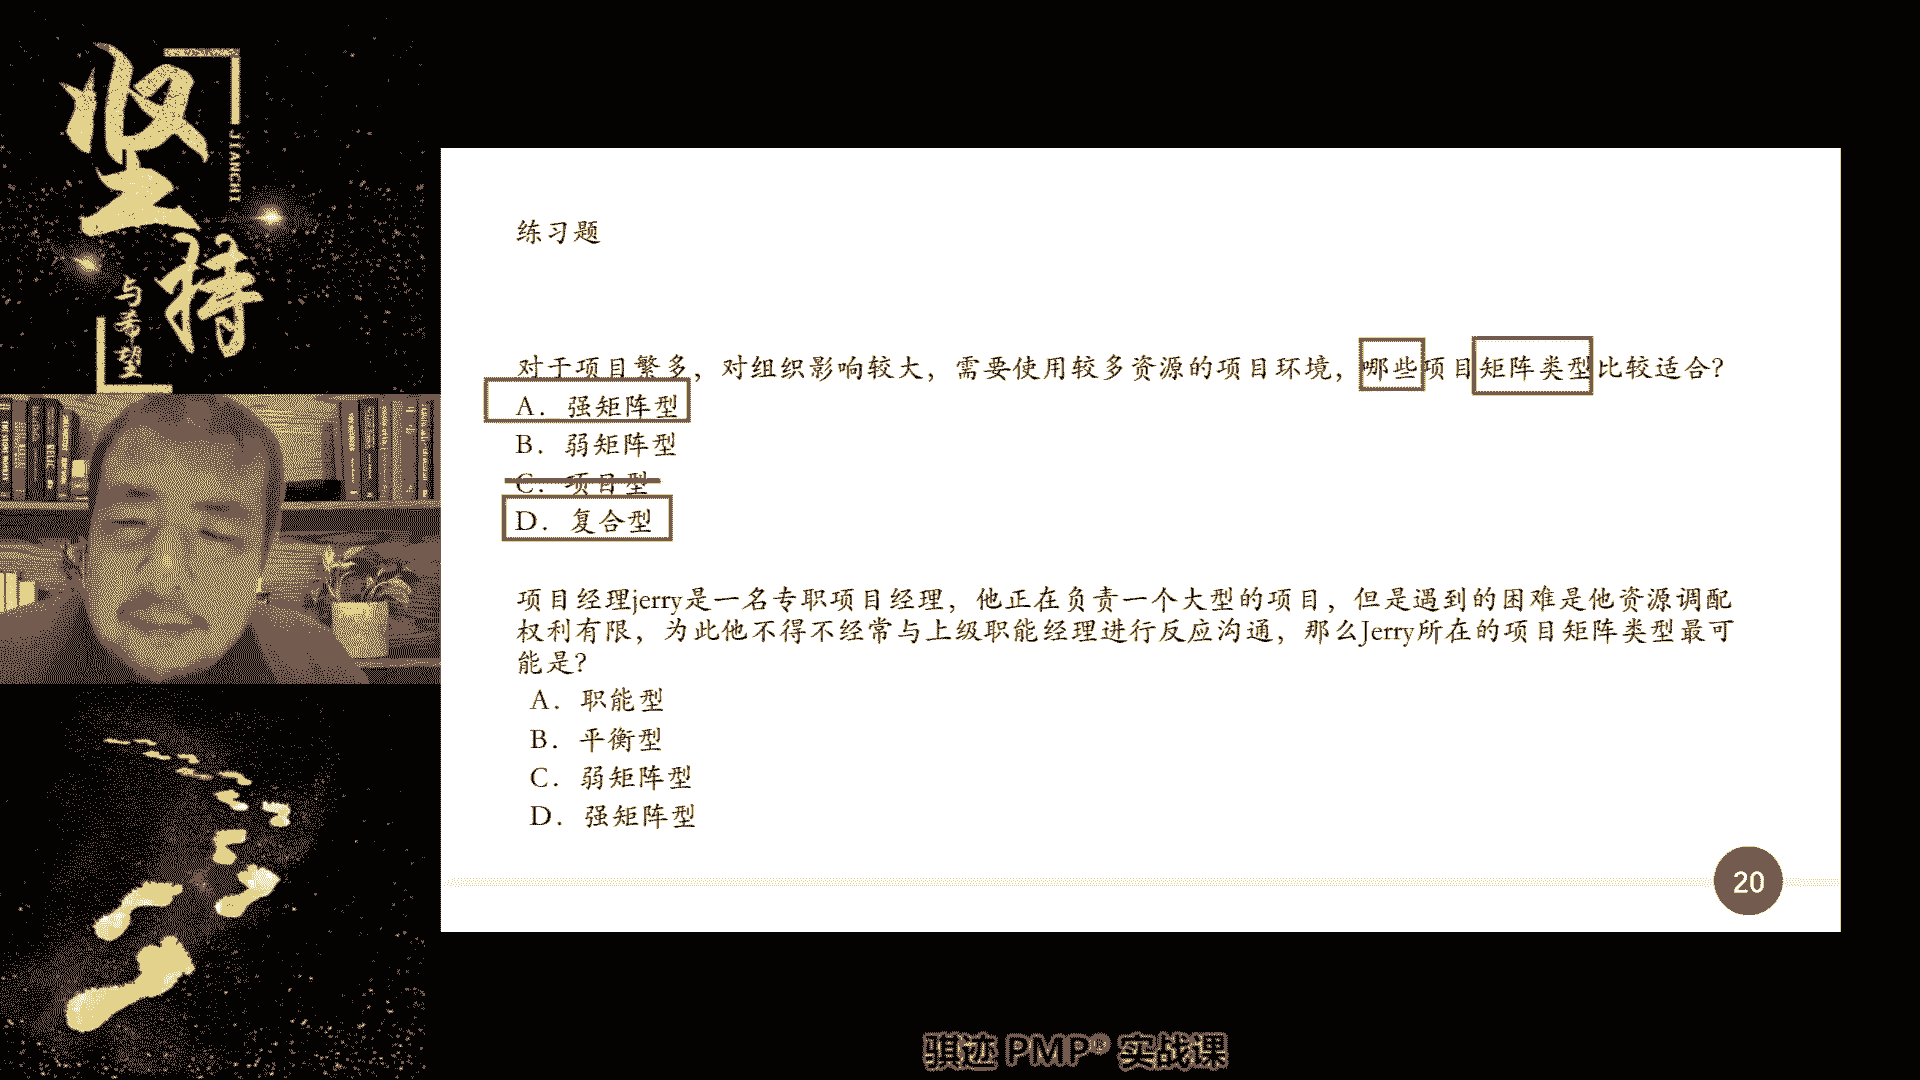 坚持
JIANCHI
与希望
练习题
对于项目繁多，对组织影响较大，需要使用较多资源的项目环境，哪些项目矩阵类型比较适合？
A. 强矩阵型
B. 弱矩阵型
C. 项目型
D. 复合型
项目经理jerry是一名专职项目经理，他正在负责一个大型的项目，但是遇到的困难是他资源调配
权利有限，为此他不得不经常与上级职能经理进行反应沟通，那么Jerry所在的项目矩阵类型最可
能是？
A. 职能型
B. 平衡型
C. 弱矩阵型
D. 强矩阵型
20
骐迹 PMP® 实战课